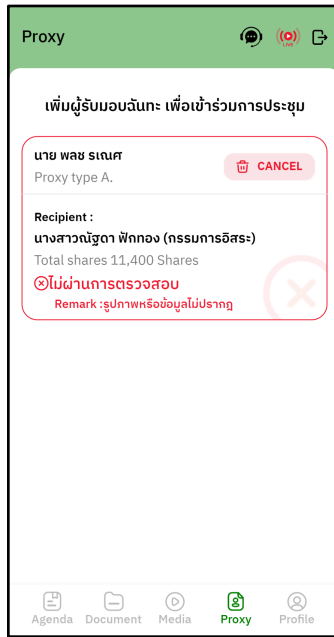 Proxy
LIVE
เพิ่มผู้รับมอบฉันทะ เพื่อเข้าร่วมการประชุม
นาย พลช ธเณศ
CANCEL
Proxy type A.
Recipient :
นางสาวณัฐดา ฟักทอง (กรรมการอิสระ)
Total shares 11,400 Shares
ไม่ผ่านการตรวจสอบ
Remark :รูปภาพหรือข้อมูลไม่ปรากฎ
Agenda Document Media Proxy Profile